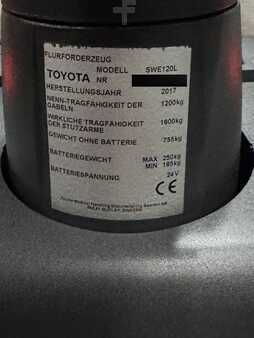 FLURFÖRDERZEUG
TOYOTA MODELL SWE120L
NR
HERSTELLUNGSJAHR 2017
NENN-TRAGFÄHIGKEIT DER GABELN 1200kg
WIRKLICHE TRAGFÄHIGKEIT DER STÜTZARME 1600kg
GEWICHT OHNE BATTERIE 755kg
BATTERIEGEWICHT MAX 250kg
MIN 185kg
BATTERIESPANNUNG 24V
CE